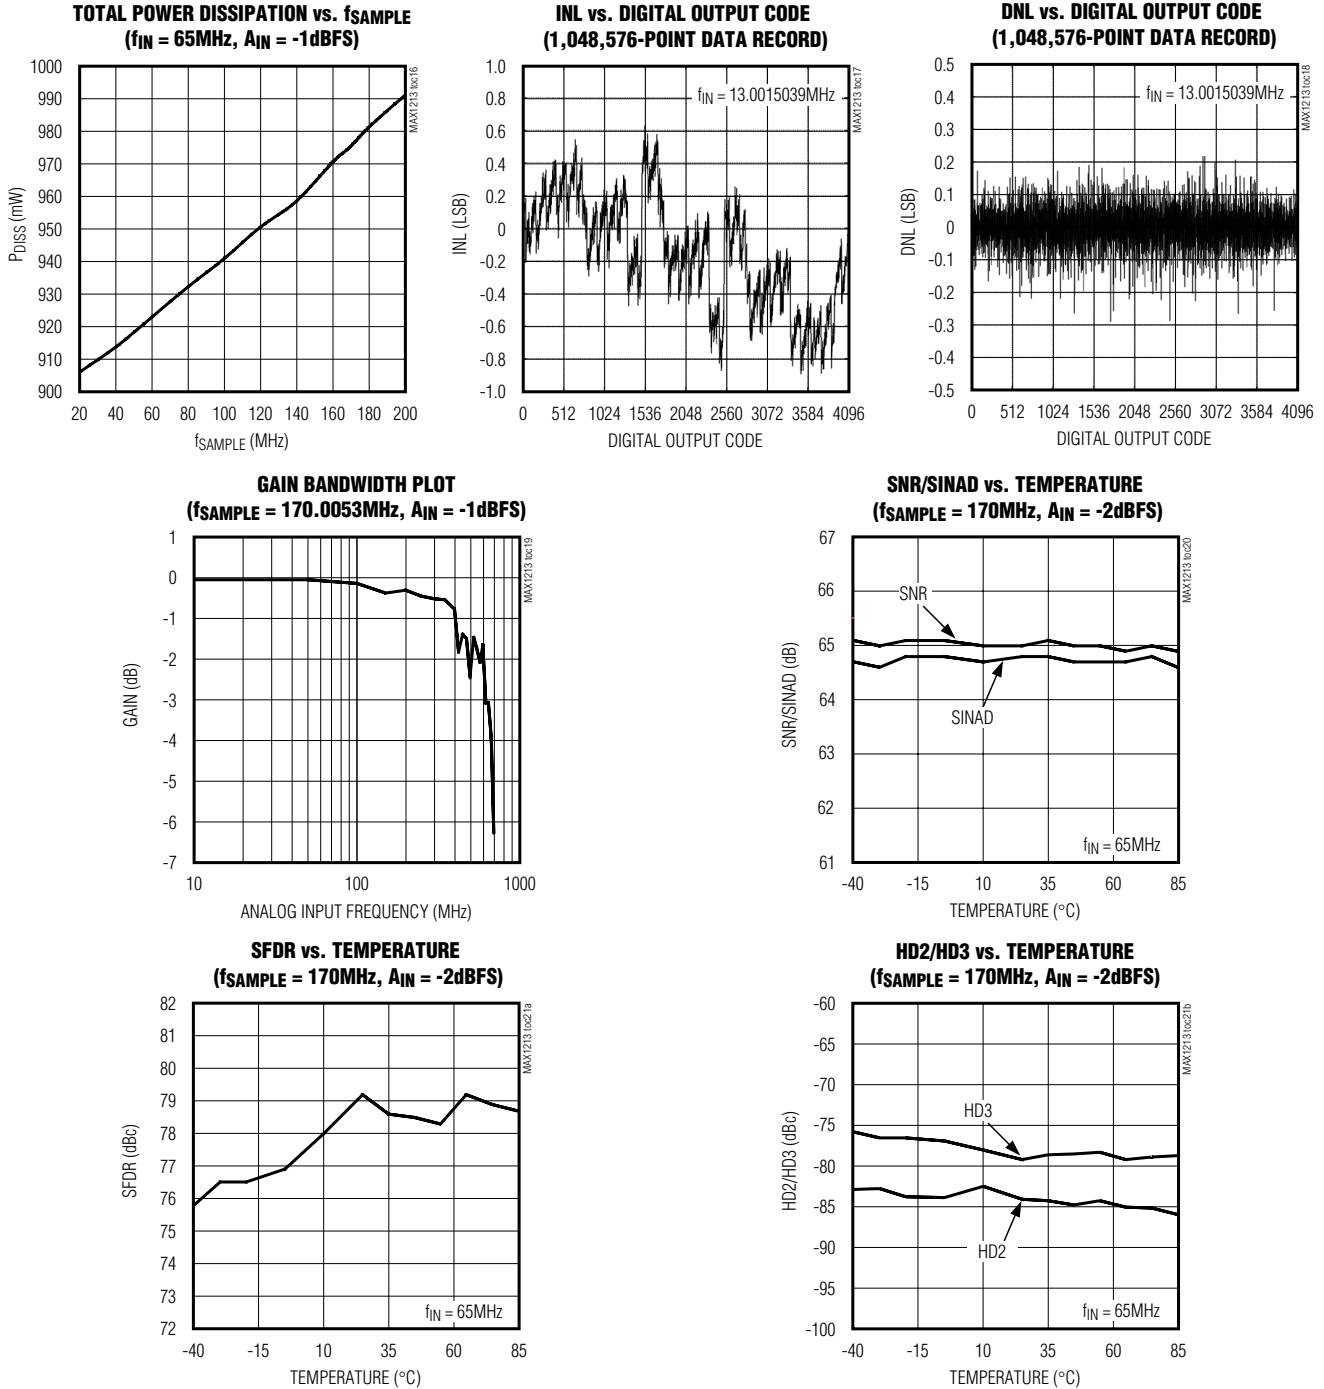 TOTAL POWER DISSIPATION vs. fSAMPLE
(fIN = 65MHz, AIN = -1dBFS)
1000
990
980
970
960
950
940
930
920
910
900
PDISS (mW)
20 40 60 80 100 120 140 160 180 200
fSAMPLE (MHz)
MAX1213 toc16
INL vs. DIGITAL OUTPUT CODE
(1,048,576-POINT DATA RECORD)
1.0
0.8
0.6
0.4
0.2
0
-0.2
-0.4
-0.6
-0.8
-1.0
INL (LSB)
fIN = 13.0015039MHz
0 512 1024 1536 2048 2560 3072 3584 4096
DIGITAL OUTPUT CODE
MAX1213 toc17
DNL vs. DIGITAL OUTPUT CODE
(1,048,576-POINT DATA RECORD)
0.5
0.4
0.3
0.2
0.1
0
-0.1
-0.2
-0.3
-0.4
-0.5
DNL (LSB)
fIN = 13.0015039MHz
0 512 1024 1536 2048 2560 3072 3584 4096
DIGITAL OUTPUT CODE
MAX1213 toc18
GAIN BANDWIDTH PLOT
(fSAMPLE = 170.0053MHz, AIN = -1dBFS)
1
0
-1
-2
-3
-4
-5
-6
-7
GAIN (dB)
10 100 1000
ANALOG INPUT FREQUENCY (MHz)
MAX1213 toc19
SNR/SINAD vs. TEMPERATURE
(fSAMPLE = 170MHz, AIN = -2dBFS)
67
66
65
64
63
62
61
SNR/SINAD (dB)
SNR
SINAD
fIN = 65MHz
-40 -15 10 35 60 85
TEMPERATURE (°C)
MAX1213 toc20
SFDR vs. TEMPERATURE
(fSAMPLE = 170MHz, AIN = -2dBFS)
82
81
80
79
78
77
76
75
74
73
72
SFDR (dBc)
fIN = 65MHz
-40 -15 10 35 60 85
TEMPERATURE (°C)
MAX1213 toc21a
HD2/HD3 vs. TEMPERATURE
(fSAMPLE = 170MHz, AIN = -2dBFS)
-60
-65
-70
-75
-80
-85
-90
-95
-100
HD2/HD3 (dBc)
HD3
HD2
fIN = 65MHz
-40 -15 10 35 60 85
TEMPERATURE (°C)
MAX1213 toc21b